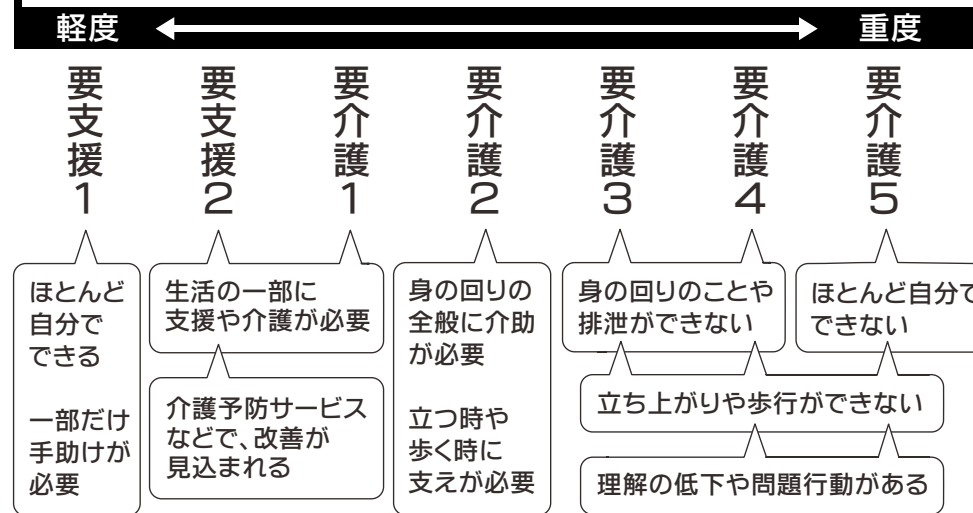 軽度
重度
要支援1
要支援2
要介護1
要介護2
要介護3
要介護4
要介護5
ほとんど
自分で
できる
一部だけ
手助けが
必要
生活の一部に
支援や介護が必要
介護予防サービス
などで、改善が
見込まれる
身の回りの
全般に介助
が必要
立つ時や
歩く時に
支えが必要
身の回りのことや
排泄ができない
ほとんど自分で
できない
立ち上がりや歩行ができない
理解の低下や問題行動がある